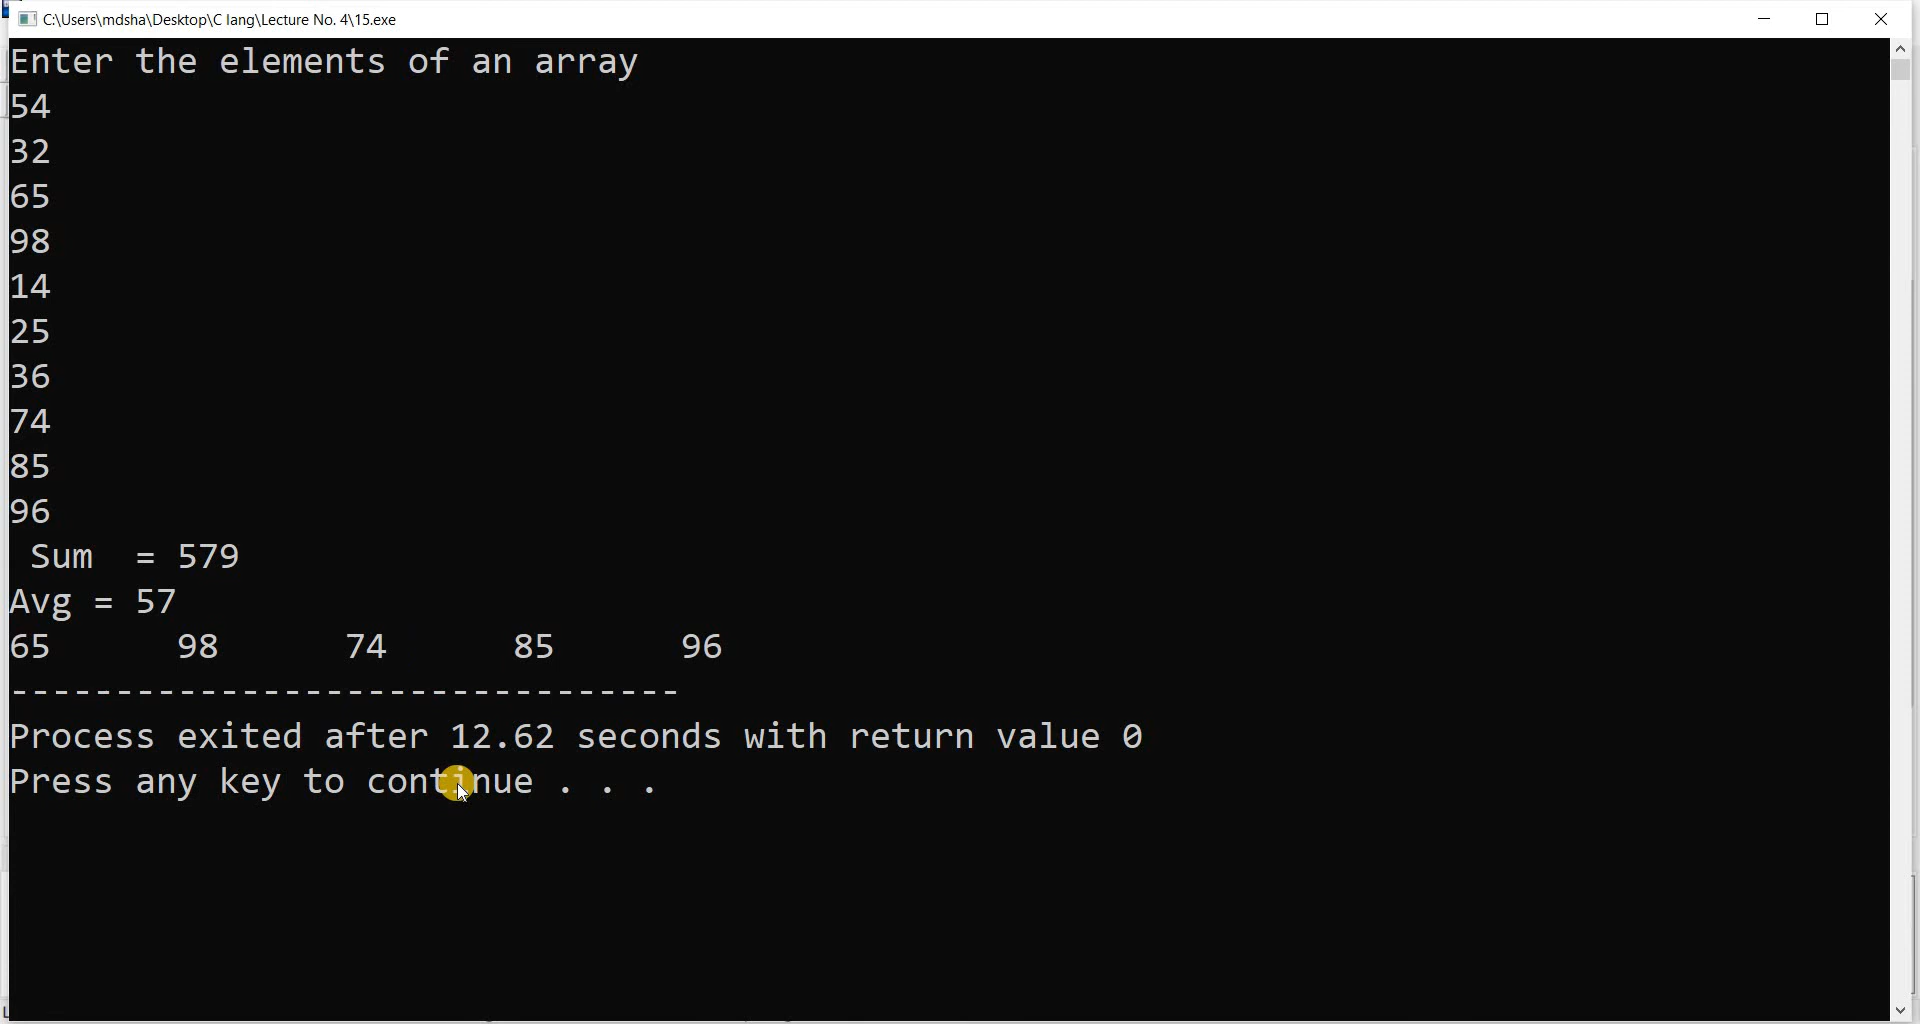 C:\Users\mdsha\Desktop\C lang\Lecture No. 4\15.exe
Enter the elements of an array
54
32
65
98
14
25
36
74
85
96
Sum  = 579
Avg = 57
65      98      74      85      96
--------------------------------
Process exited after 12.62 seconds with return value 0
Press any key to continue . . .